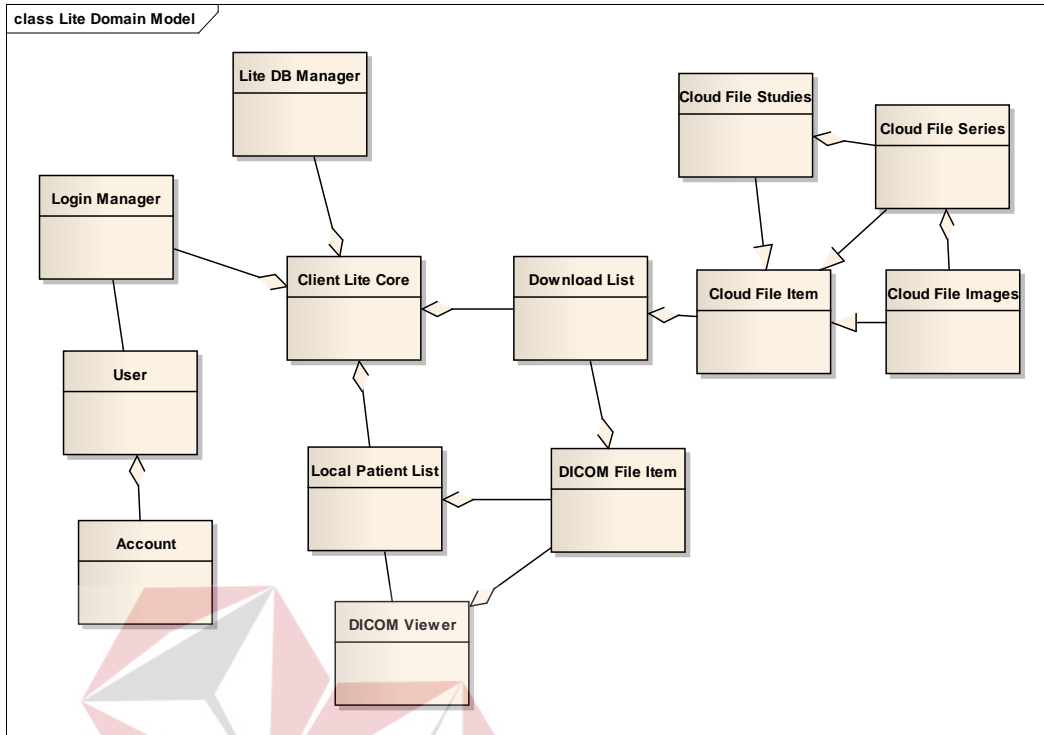 class Lite Domain Model
Lite DB Manager
Cloud File Studies
Cloud File Series
Login Manager
Client Lite Core
Download List
Cloud File Item
Cloud File Images
User
Local Patient List
DICOM File Item
Account
DICOM Viewer